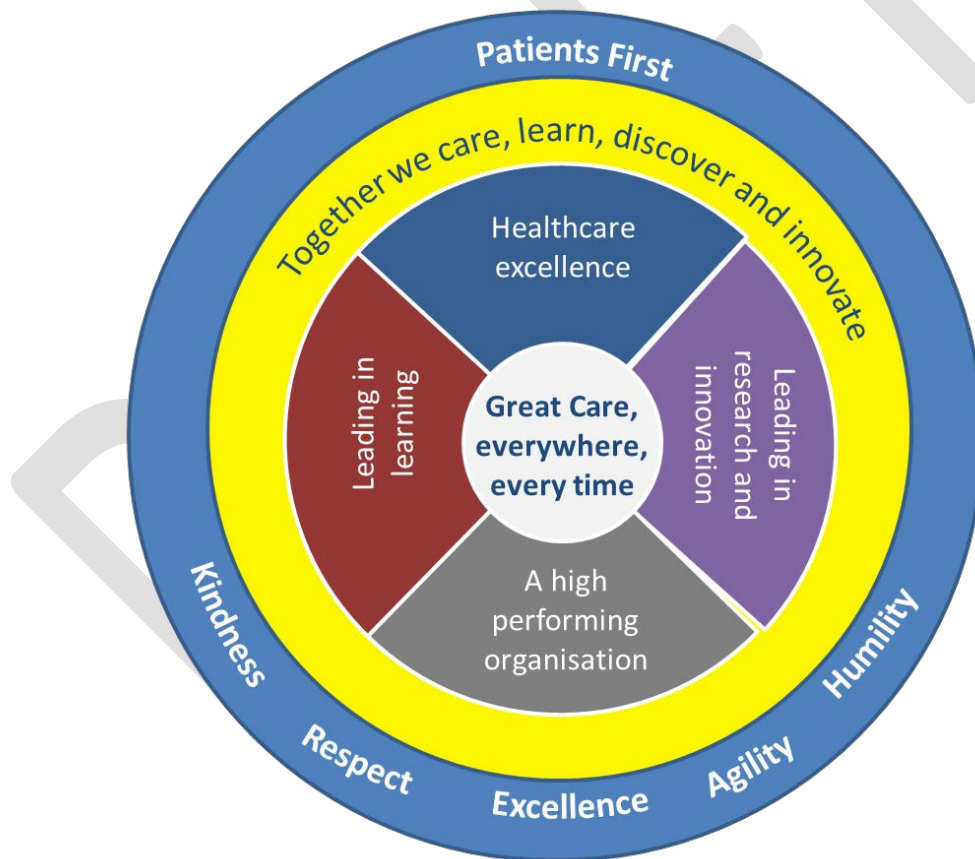 Patients First
Together we care, learn, discover and innovate
Healthcare
excellence
Leading in
learning
Great Care,
everywhere,
every time
Leading in
research and
innovation
A high
performing
organisation
Kindness
Respect
Excellence
Agility
Humility